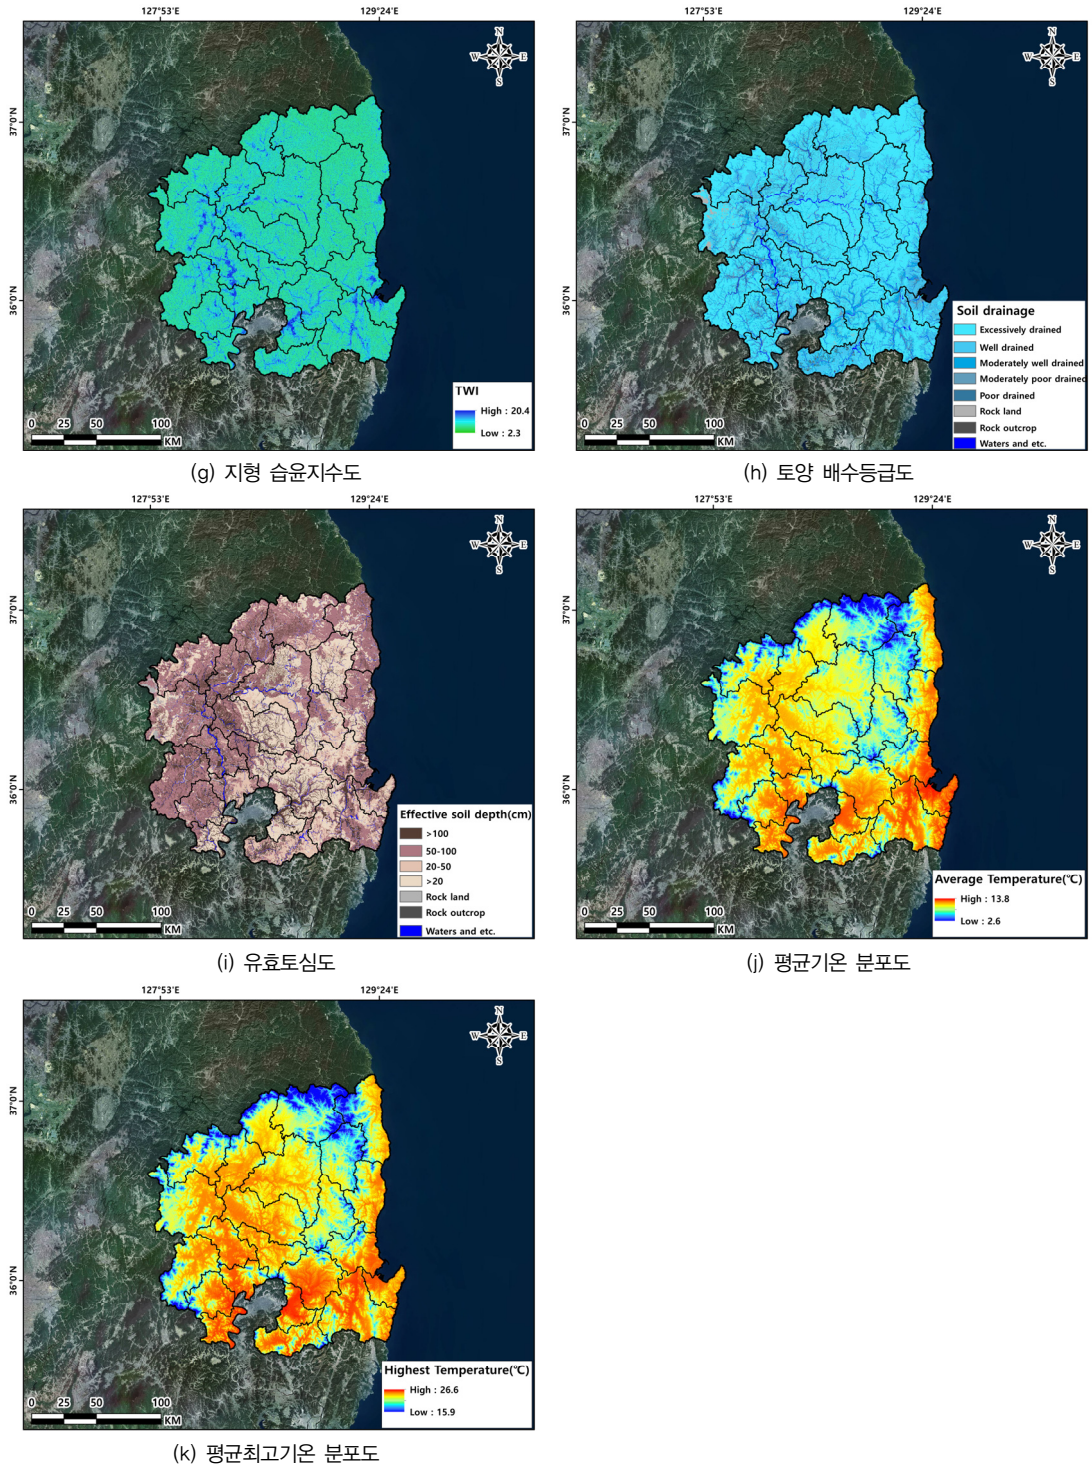 127°53'E
129°24'E
N
W E
S
37°0'N
36°0'N
TWI
High : 20.4
Low : 2.3
0 25 50 100
KM
(g) 지형 습윤지수도
127°53'E
129°24'E
N
W E
S
37°0'N
36°0'N
Soil drainage
Excessively drained
Well drained
Moderately well drained
Moderately poor drained
Poor drained
Rock land
Rock outcrop
Waters and etc.
0 25 50 100
KM
(h) 토양 배수등급도
127°53'E
129°24'E
N
W E
S
37°0'N
36°0'N
Effective soil depth(cm)
>100
50-100
20-50
>20
Rock land
Rock outcrop
Waters and etc.
0 25 50 100
KM
(i) 유효토심도
127°53'E
129°24'E
N
W E
S
37°0'N
36°0'N
Average Temperature(℃)
High : 13.8
Low : 2.6
0 25 50 100
KM
(j) 평균기온 분포도
127°53'E
129°24'E
N
W E
S
37°0'N
36°0'N
Highest Temperature(℃)
High : 26.6
Low : 15.9
0 25 50 100
KM
(k) 평균최고기온 분포도